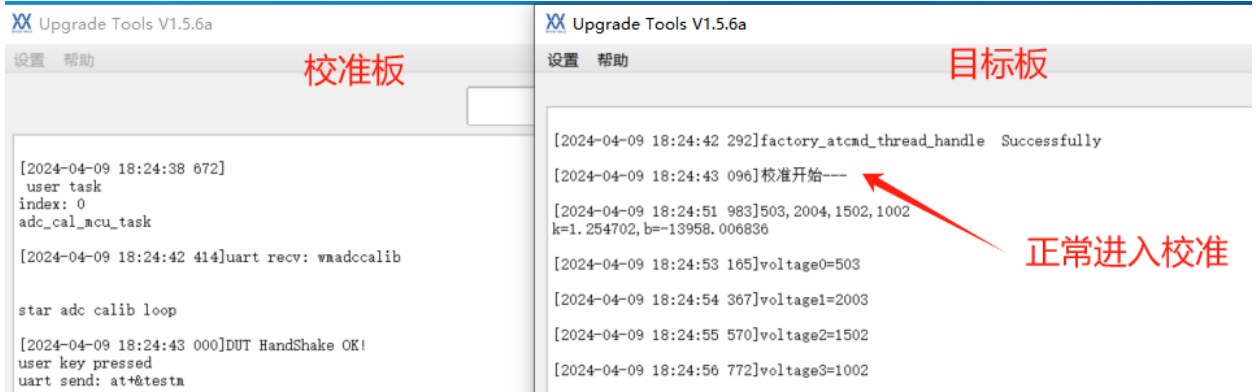 Upgrade Tools V1.5.6a
设置 帮助
校准板
[2024-04-09 18:24:38 672]
user task
index: 0
adc_cal_mcu_task
[2024-04-09 18:24:42 414]uart recv: wmadccalib
star adc calib loop
[2024-04-09 18:24:43 000]DUT HandShake OK!
user key pressed
uart send: at+&testm
Upgrade Tools V1.5.6a
设置 帮助
目标板
[2024-04-09 18:24:42 292]factory_atcmd_thread_handle Successfully
[2024-04-09 18:24:43 096]校准开始---
[2024-04-09 18:24:51 983]503,2004,1502,1002
k=1.254702,b=-13958.006836
正常进入校准
[2024-04-09 18:24:53 165]voltage0=503
[2024-04-09 18:24:54 367]voltage1=2003
[2024-04-09 18:24:55 570]voltage2=1502
[2024-04-09 18:24:56 772]voltage3=1002